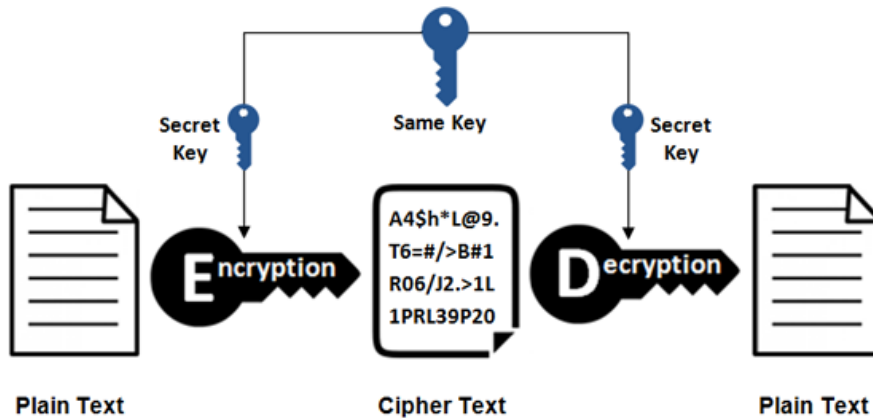 Same Key
Secret
Key
Secret
Key
Encryption
A4$h*L@9.
T6=#/>B#1
R06/J2.>1L
1PRL39P20
Decryption
Plain Text
Cipher Text
Plain Text